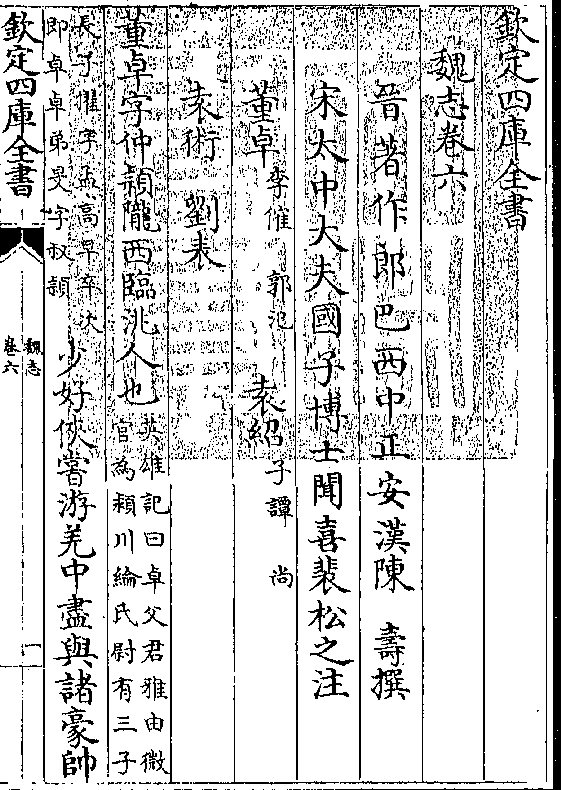 欽定四庫全書
魏志卷六
晉著作郎巴西中正安漢陳 壽撰
宋太中大夫國子博士聞喜裴松之注
董卓 李傕 郭汜 袁紹 子譚 尚
袁術 劉表
董卓字仲穎隴西臨洮人也 英雄記曰卓父君雅由微
官為穎川綸氏尉有三子
長子擢字孟高早卒次
即卓卓弟旻字叔穎 少好俠嘗游羌中盡與諸豪帥
欽定四庫全書
魏志
卷六
一